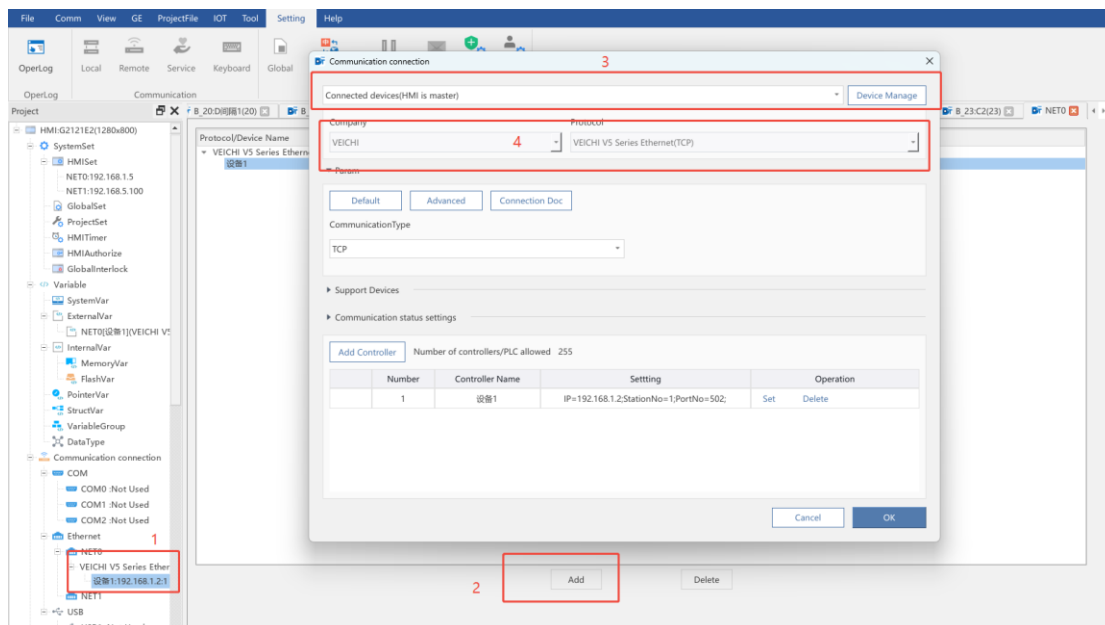 File Comm View GE ProjectFile IOT Tool Setting Help
OperLog Local Remote Service Keyboard Global
OperLog Communication
Project
HMI:G2121E2(1280x800)
SystemSet
HMISet
NET0:192.168.1.5
NET1:192.168.5.100
GlobalSet
ProjectSet
HMITimer
HMIAuthorize
GlobalInterlock
Variable
SystemVar
ExternalVar
NET0[设备1](VEICHI V5
InternalVar
MemoryVar
FlashVar
PointerVar
StructVar
VariableGroup
DataType
Communication connection
COM
COM0 :Not Used
COM1 :Not Used
COM2 :Not Used
Ethernet
1
NET0
VEICHI V5 Series Ether
设备1:192.168.1.2:1
NET1
USB
B_20:D间隔1(20) B
B_23:C2(23) NET0
Protocol/Device Name
VEICHI V5 Series Ethern
设备1
Communication connection
3
Connected devices(HMI is master) Device Manage
Company Protocol
VEICHI 4 VEICHI V5 Series Ethernet(TCP)
Param
Default Advanced Connection Doc
CommunicationType
TCP
Support Devices
Communication status settings
Add Controller Number of controllers/PLC allowed 255
Number Controller Name Settting Operation
1 设备1 IP=192.168.1.2;StationNo=1;PortNo=502; Set Delete
Cancel OK
2 Add Delete